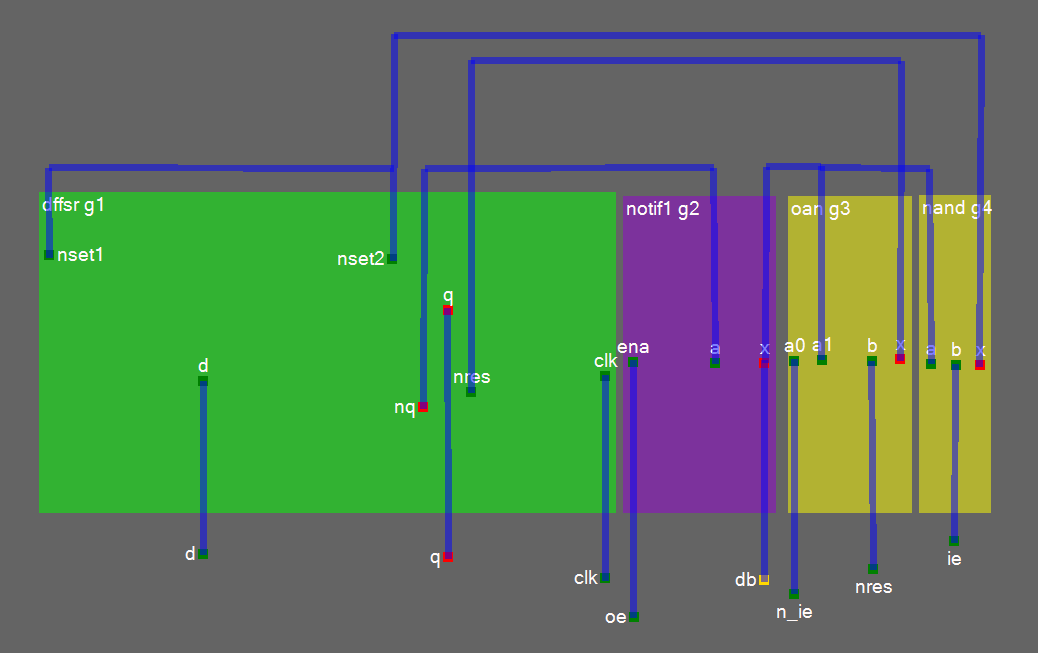 dffsr g1
notif1 g2
oan g3
nand g4
nset1
nset2
q
ena
a
x
a0
a1
b
x
a
b
x
d
clk
nres
nq
d
q
clk
db
ie
oe
n_ie
nres